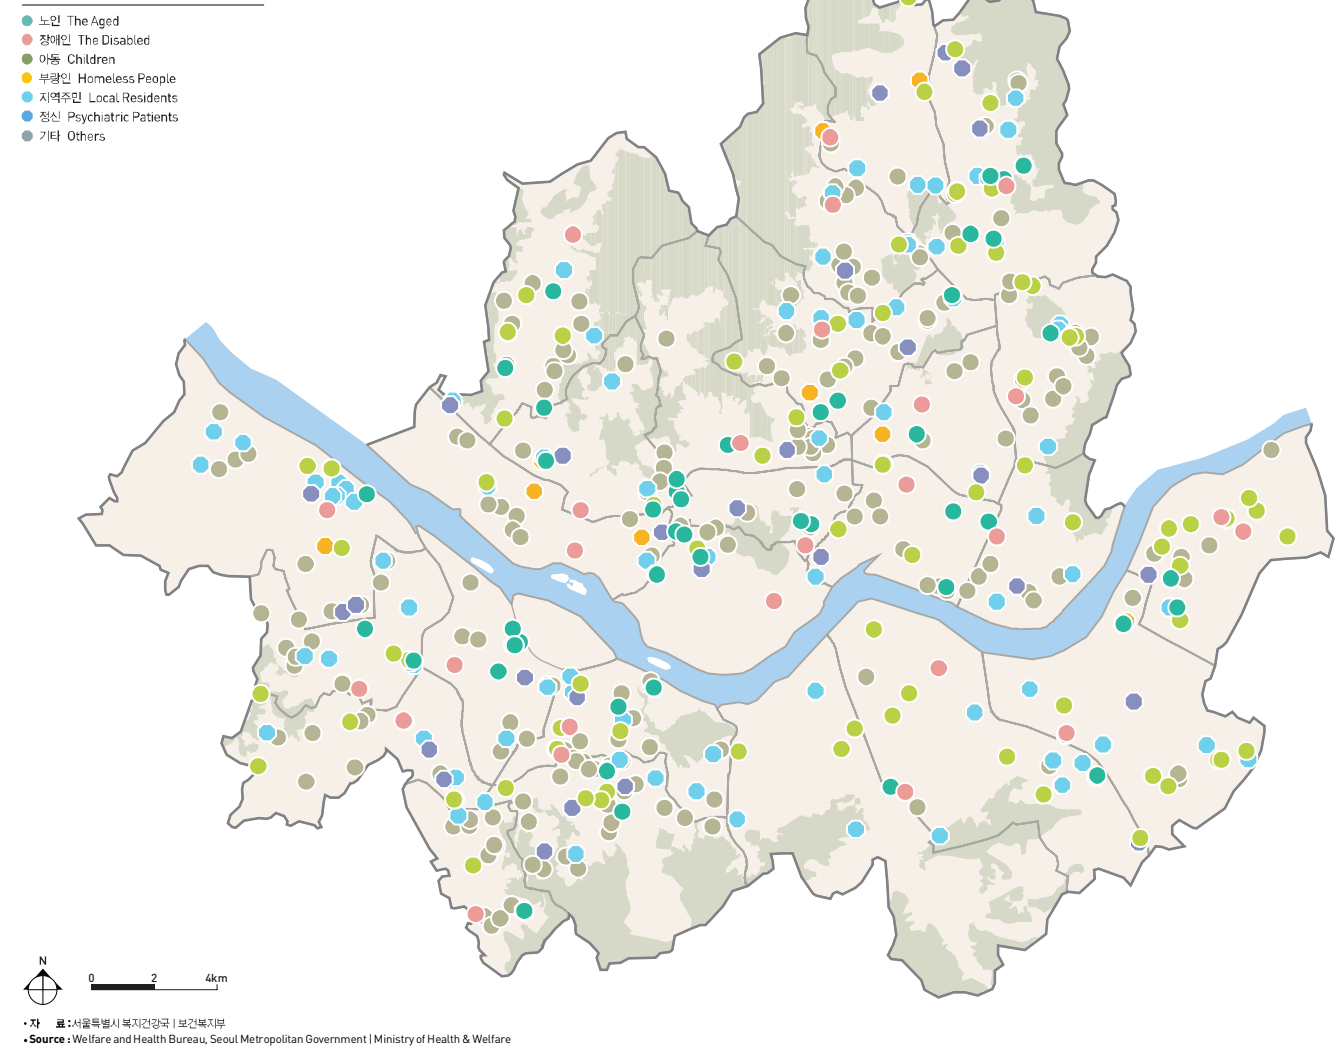 노인 The Aged
장애인 The Disabled
아동 Children
부랑인 Homeless People
지역주민 Local Residents
정신 Psychiatric Patients
기타 Others
N
0 2 4km
• 자 료 : 서울특별시 복지건강국 | 보건복지부
• Source : Welfare and Health Bureau, Seoul Metropolitan Government | Ministry of Health & Welfare